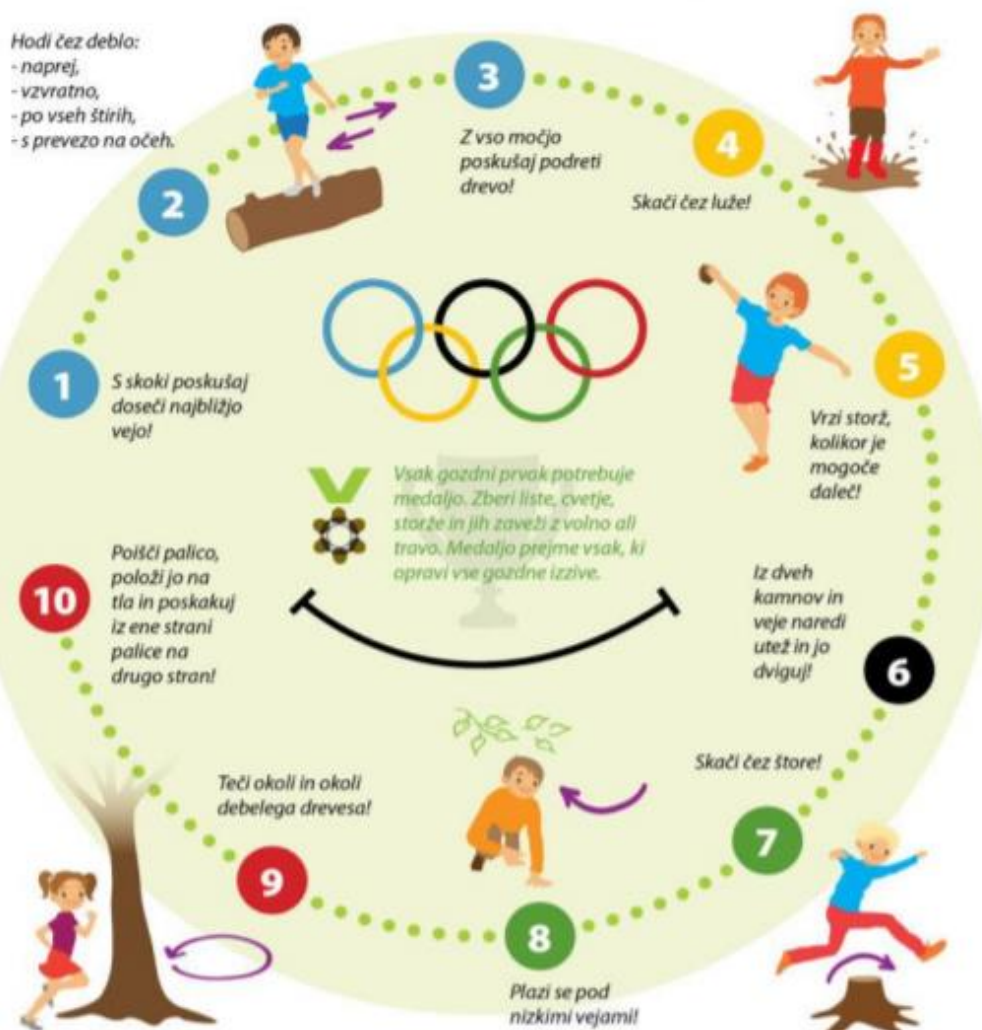 1
S skoki poskušaj
doseči najbližjo
vejo!
2
Hodi čez deblo:
- naprej,
- vzvratno,
- po vseh štirih,
- s prevezo na očeh.
3
Z vso močjo
poskušaj podreti
drevo!
4
Skači čez luže!
5
Vrzi storž,
kolikor je
mogoče
daleč!
6
Iz dveh
kamnov in
veje naredi
utež in jo
dviguj!
7
Skači čez štore!
8
Plazi se pod
nizkimi vejami!
9
Teči okoli in okoli
debelega drevesa!
10
Poišči palico,
položi jo na
tla in poskakuj
iz ene strani
palice na
drugo stran!
Vsak gozdni prvak potrebuje
medaljo. Zberi liste, cvetje,
storže in jih zaveži z volno ali
travo. Medaljo prejme vsak, ki
opravi vse gozdne izzive.